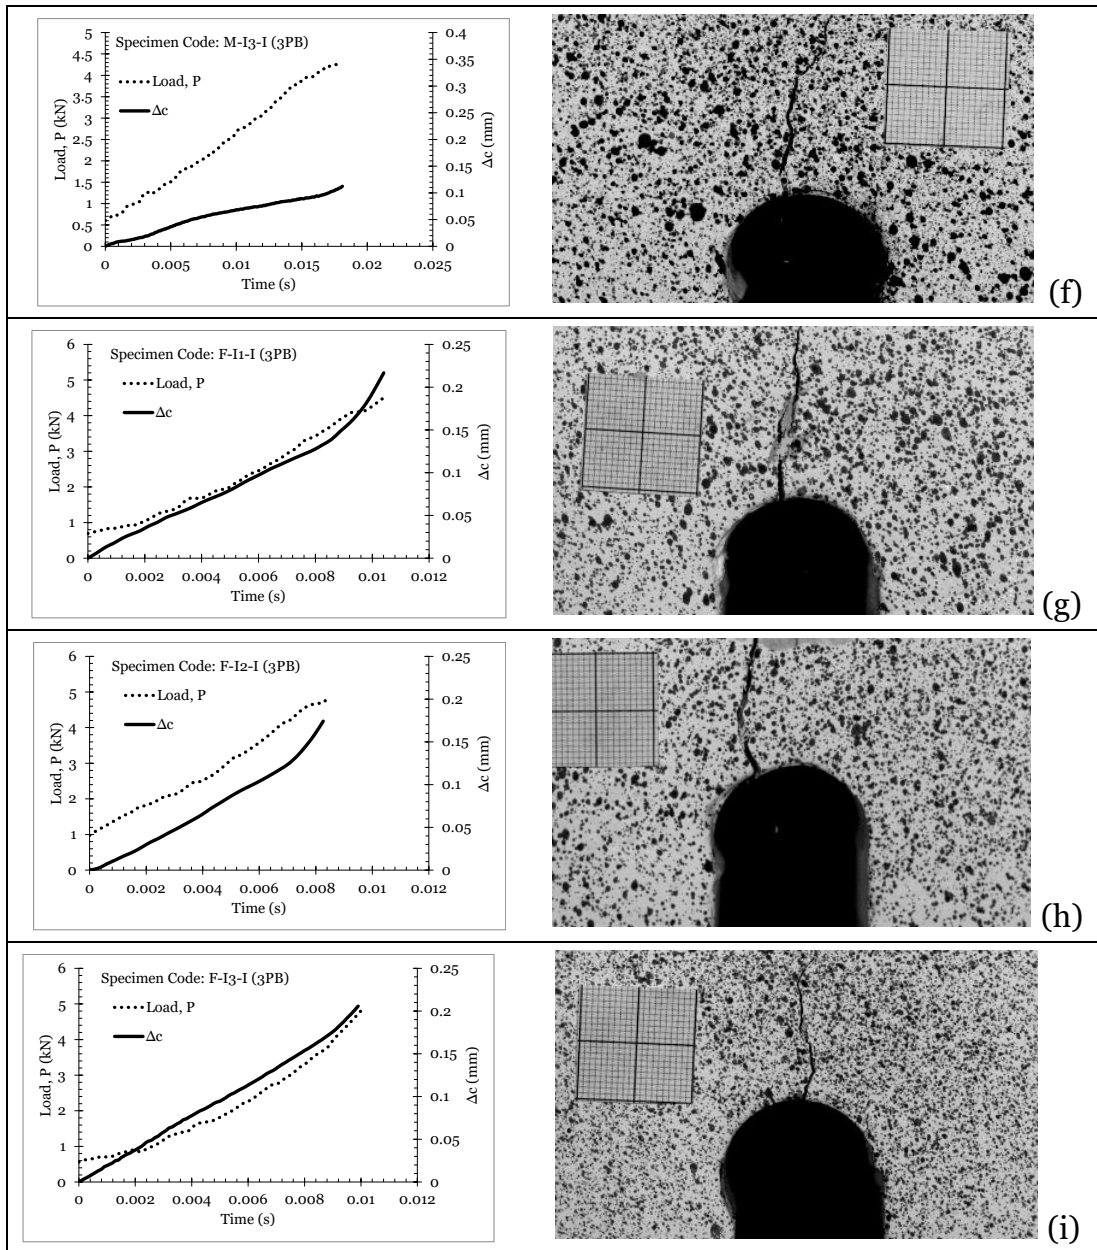 Specimen Code: M-I3-I (3PB)
Load, P
Δc
Load, P (kN)
5
4.5
4
3.5
3
2.5
2
1.5
1
0.5
0
0.4
0.35
0.3
0.25
0.2
0.15
0.1
0.05
0
Δc (mm)
0 0.005 0.01 0.015 0.02 0.025
Time (s)
(f)
Specimen Code: F-I1-I (3PB)
Load, P
Δc
Load, P (kN)
6
5
4
3
2
1
0
0.25
0.2
0.15
0.1
0.05
0
Δc (mm)
0 0.002 0.004 0.006 0.008 0.01 0.012
Time (s)
(g)
Specimen Code: F-I2-I (3PB)
Load, P
Δc
Load, P (kN)
6
5
4
3
2
1
0
0.25
0.2
0.15
0.1
0.05
0
Δc (mm)
0 0.002 0.004 0.006 0.008 0.01 0.012
Time (s)
(h)
Specimen Code: F-I3-I (3PB)
Load, P
Δc
Load, P (kN)
6
5
4
3
2
1
0
0.25
0.2
0.15
0.1
0.05
0
Δc (mm)
0 0.002 0.004 0.006 0.008 0.01 0.012
Time (s)
(i)